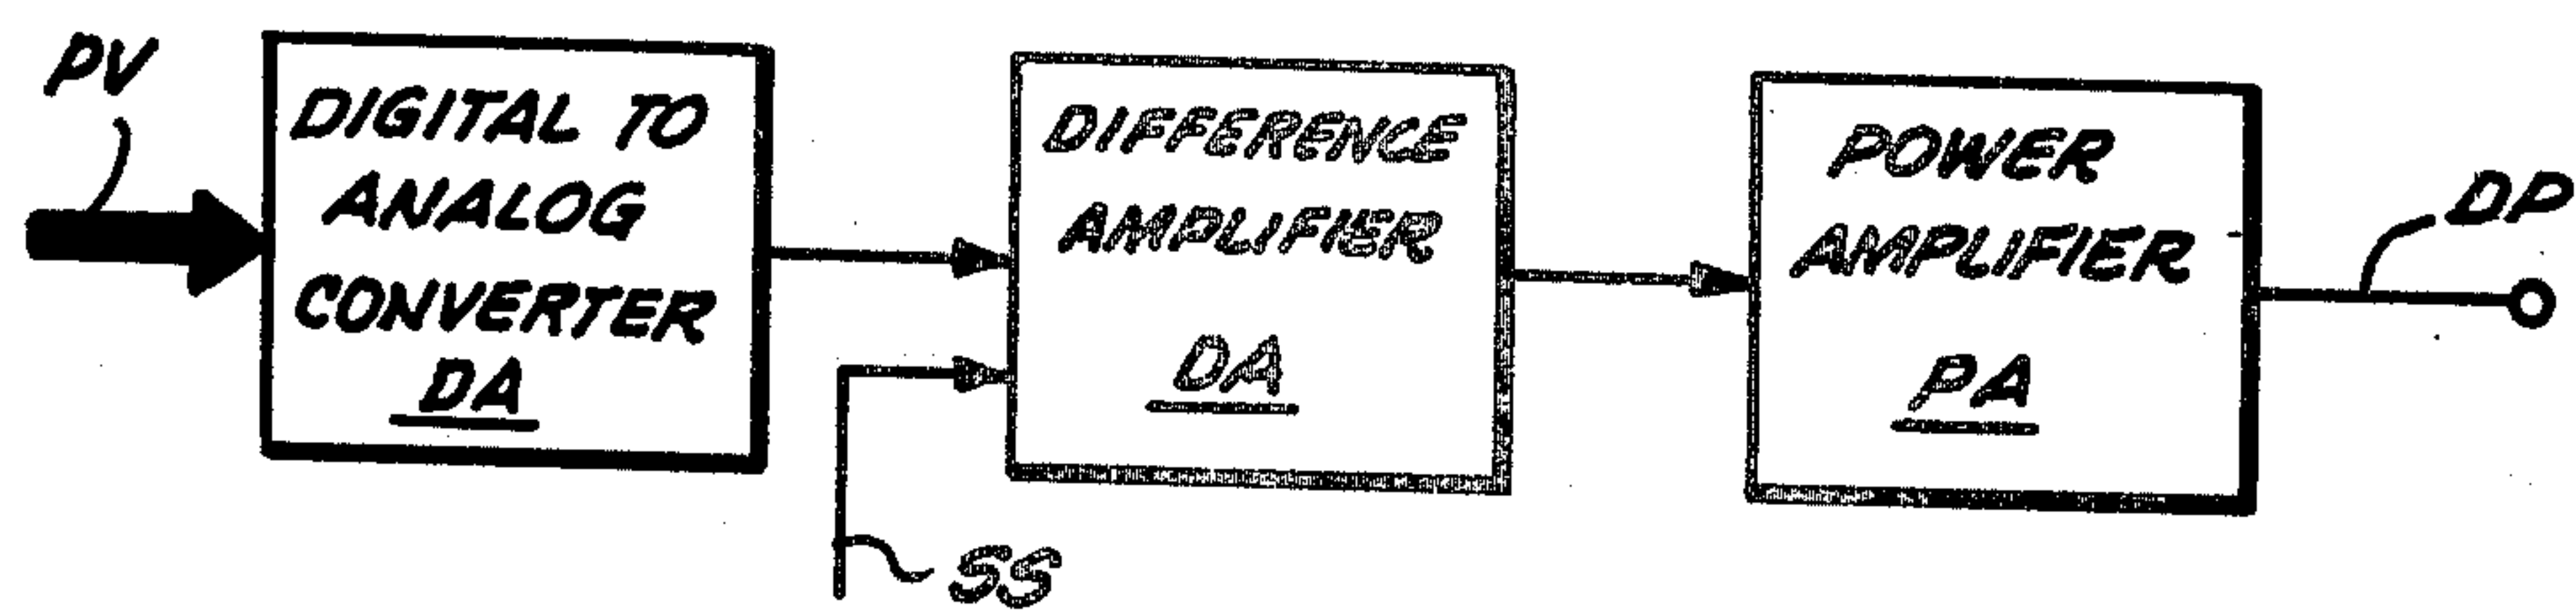 PV
DIGITAL TO
ANALOG
CONVERTER
DA
DIFFERENCE
AMPLIFIER
DA
SS
POWER
AMPLIFIER
PA
DP